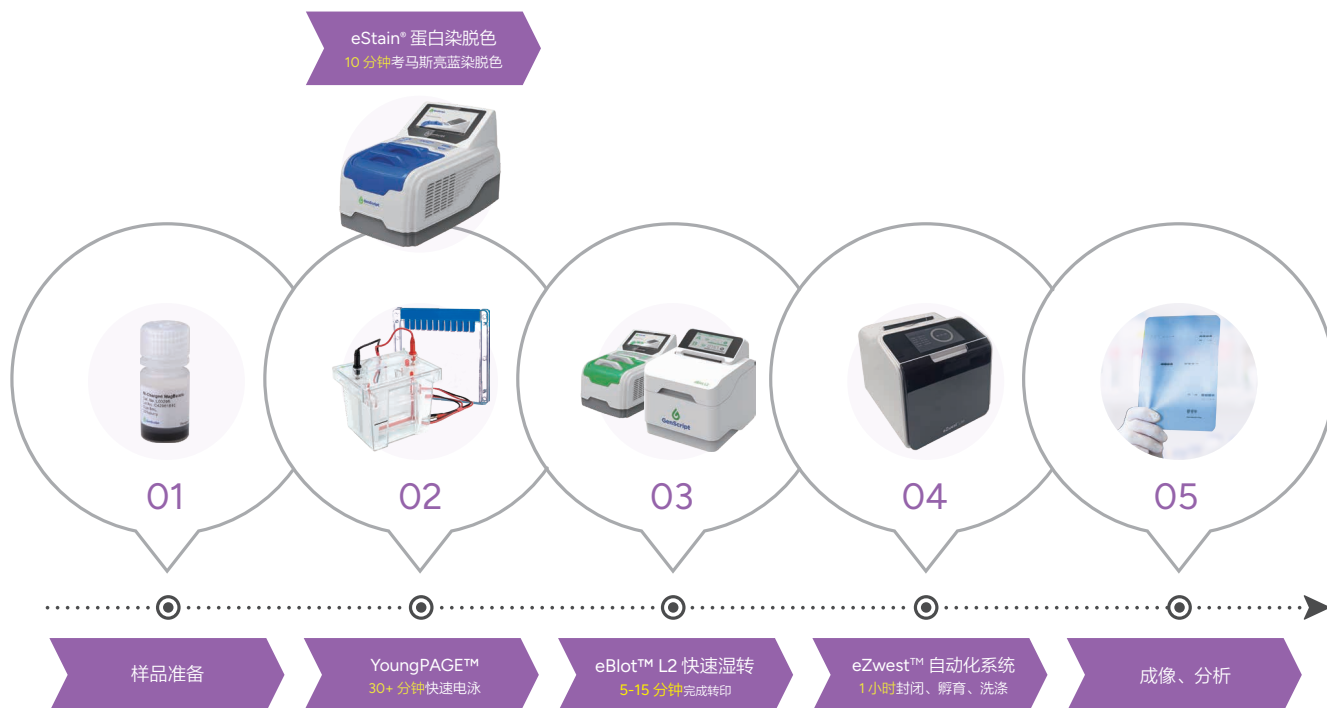 eStain® 蛋白染脱色
10 分钟考马斯亮蓝染脱色
GenScript
GenScript
01
02
03
04
05
样品准备
YoungPAGE™
30+ 分钟快速电泳
eBlot™ L2 快速湿转
5-15 分钟完成转印
eZwest™ 自动化系统
1 小时封闭、孵育、洗涤
成像、分析